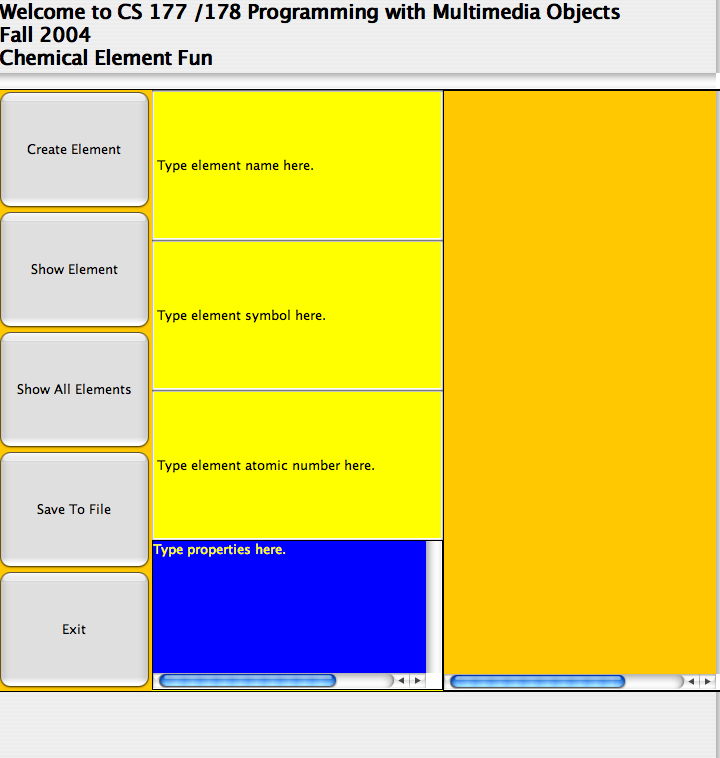 Welcome to CS 177 /178 Programming with Multimedia Objects
Fall 2004
Chemical Element Fun
Create Element
Show Element
Show All Elements
Save To File
Exit
Type element name here.
Type element symbol here.
Type element atomic number here.
Type properties here.